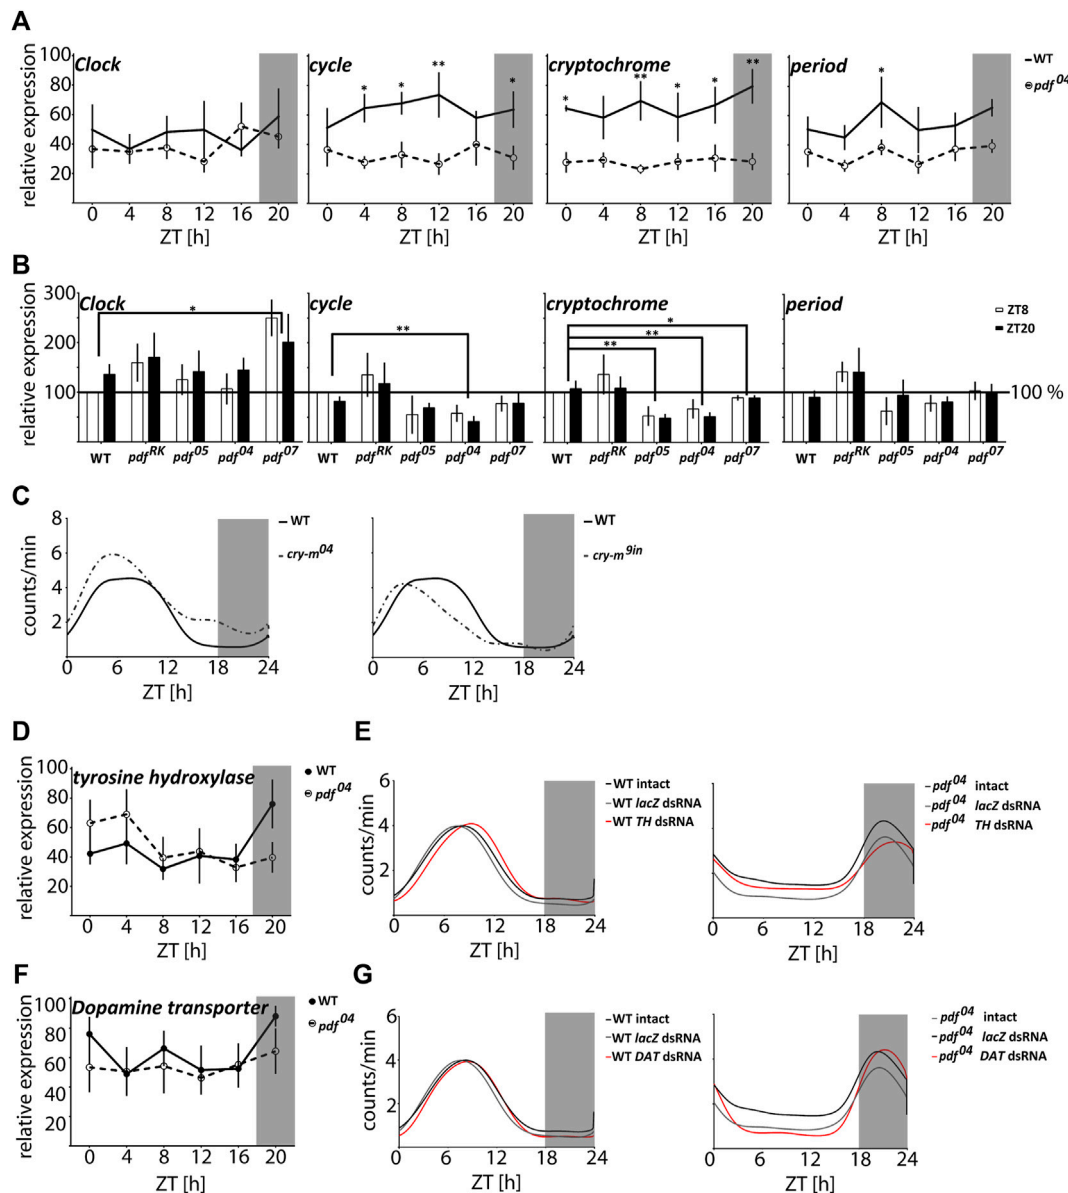 A
relative expression
100
80
60
40
20
Clock
0 4 8 12 16 20
ZT [h]
cycle
* * ** *
0 4 8 12 16 20
ZT [h]
cryptochrome
* ** * * **
0 4 8 12 16 20
ZT [h]
period
*
0 4 8 12 16 20
ZT [h]
WT
pdf04
B
relative expression
300
200
100
Clock
*
WT pdfRK pdf05 pdf04 pdf07
cycle
**
WT pdfRK pdf05 pdf04 pdf07
cryptochrome
*
**
**
WT pdfRK pdf05 pdf04 pdf07
period
WT pdfRK pdf05 pdf04 pdf07
ZT8
ZT20
100 %
C
counts/min
8
6
4
2
0 6 12 18 24
ZT [h]
WT
cry-m04
0 6 12 18 24
ZT [h]
WT
cry-m9in
D
relative expression
100
80
60
40
20
tyrosine hydroxylase
0 4 8 12 16 20
ZT [h]
WT
pdf04
E
counts/min
6
4
2
0 6 12 18 24
ZT [h]
WT intact
WT lacZ dsRNA
WT TH dsRNA
0 6 12 18 24
ZT [h]
pdf04 intact
pdf04 lacZ dsRNA
pdf04 TH dsRNA
F
relative expression
100
80
60
40
20
Dopamine transporter
0 4 8 12 16 20
ZT [h]
WT
pdf04
G
counts/min
6
4
2
0 6 12 18 24
ZT [h]
WT intact
WT lacZ dsRNA
WT DAT dsRNA
0 6 12 18 24
ZT [h]
pdf04 intact
pdf04 lacZ dsRNA
pdf04 DAT dsRNA